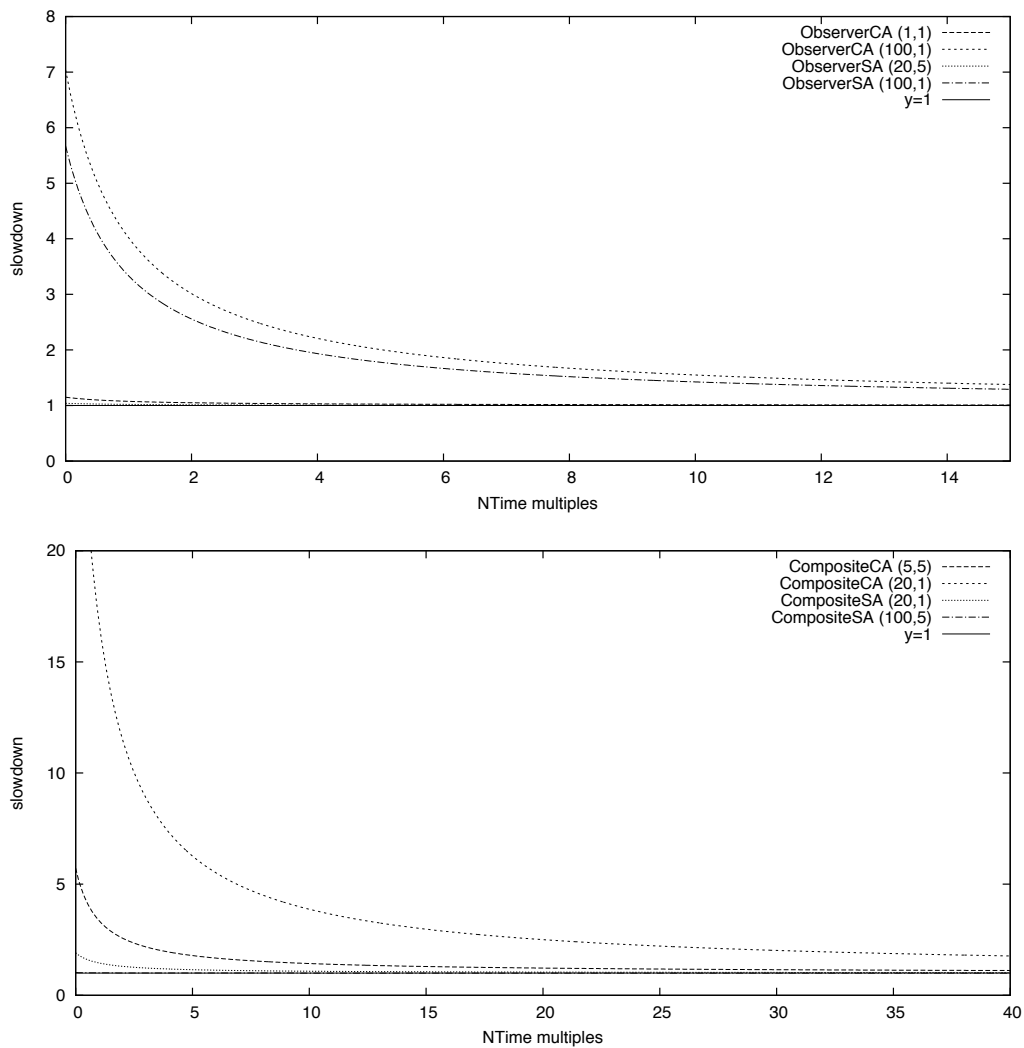 8
7
6
5
4
3
2
1
0
slowdown
ObserverCA (1,1)
ObserverCA (100,1)
ObserverSA (20,5)
ObserverSA (100,1)
y=1
0 2 4 6 8 10 12 14
NTime multiples
20
15
10
5
0
slowdown
CompositeCA (5,5)
CompositeCA (20,1)
CompositeSA (20,1)
CompositeSA (100,5)
y=1
0 5 10 15 20 25 30 35 40
NTime multiples